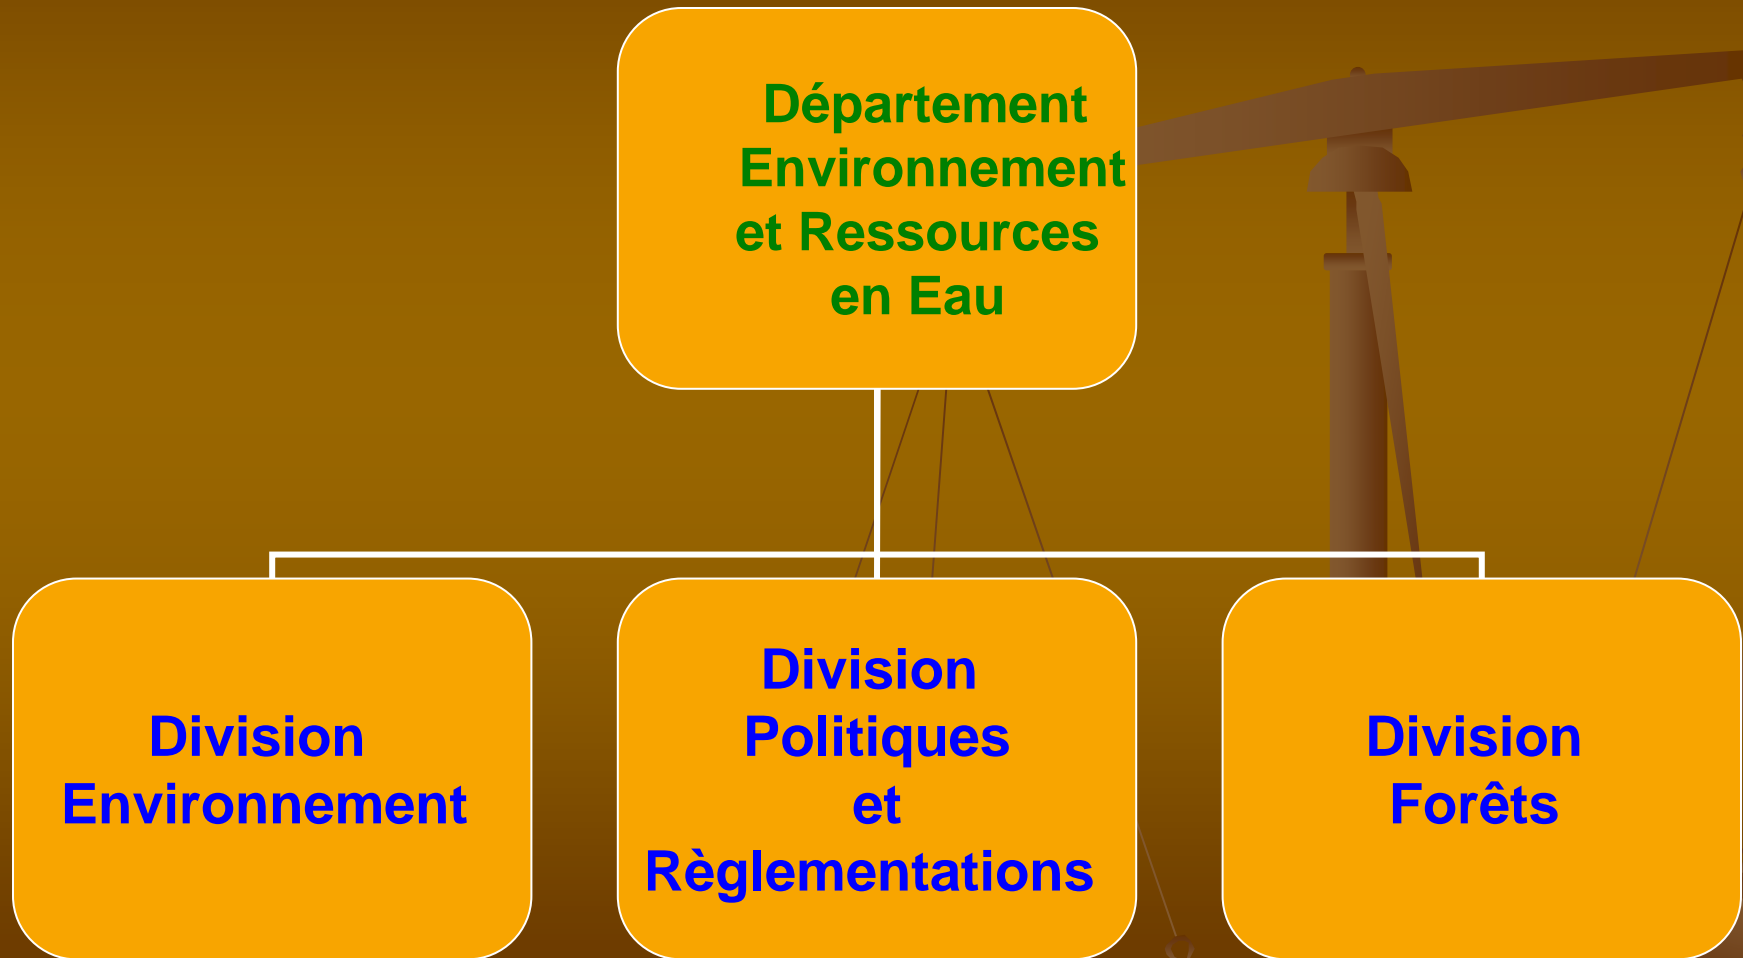 Département
Environnement
et Ressources
en Eau
Division
Environnement
Division
Politiques
et
Règlementations
Division
Forêts